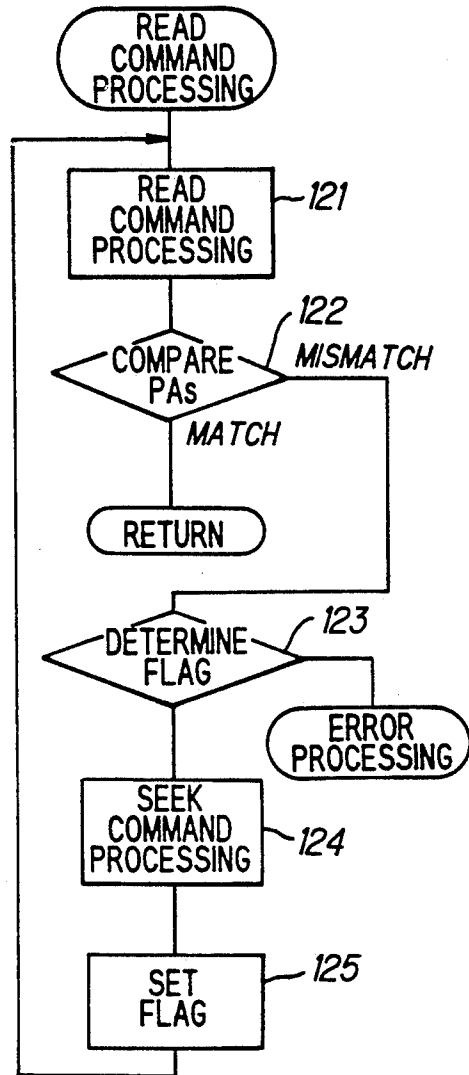 READ
COMMAND
PROCESSING
READ
COMMAND
PROCESSING
121
COMPARE
PAs
122
MISMATCH
MATCH
RETURN
DETERMINE
FLAG
123
ERROR
PROCESSING
SEEK
COMMAND
PROCESSING
124
SET
FLAG
125